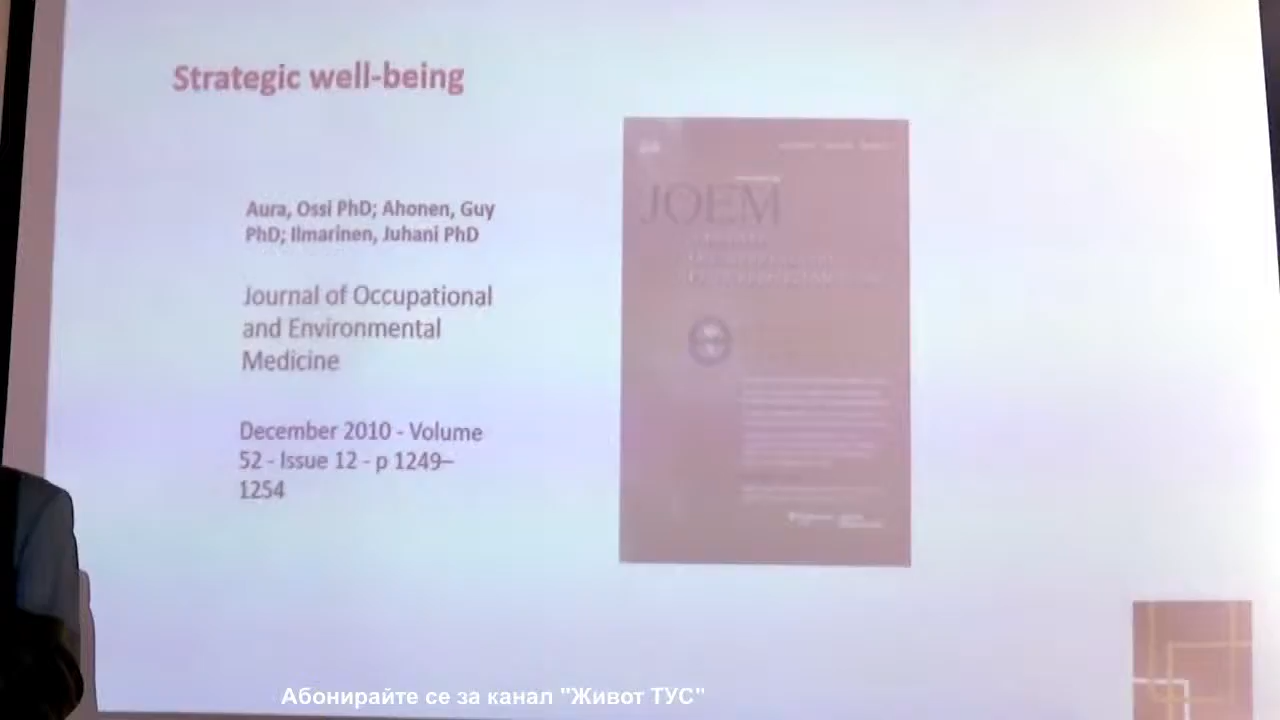 Strategic well-being
Aura, Ossi PhD; Ahonen, Guy
PhD; Ilmarinen, Juhani PhD
Journal of Occupational
and Environmental
Medicine
December 2010 - Volume
52 - Issue 12 - p 1249–
1254
JOEM
Абонирайте се за канал "Живот ТУС"